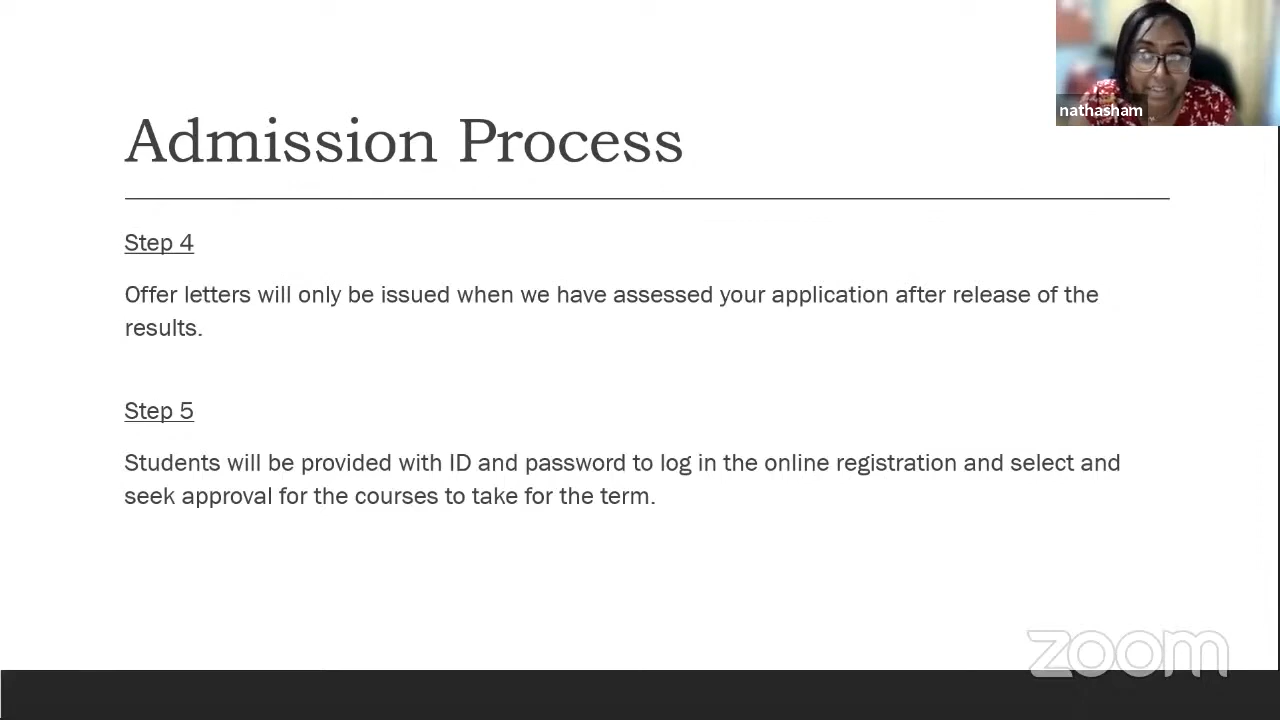 nathasham
Admission Process
Step 4
Offer letters will only be issued when we have assessed your application after release of the
results.
Step 5
Students will be provided with ID and password to log in the online registration and select and
seek approval for the courses to take for the term.
zoom